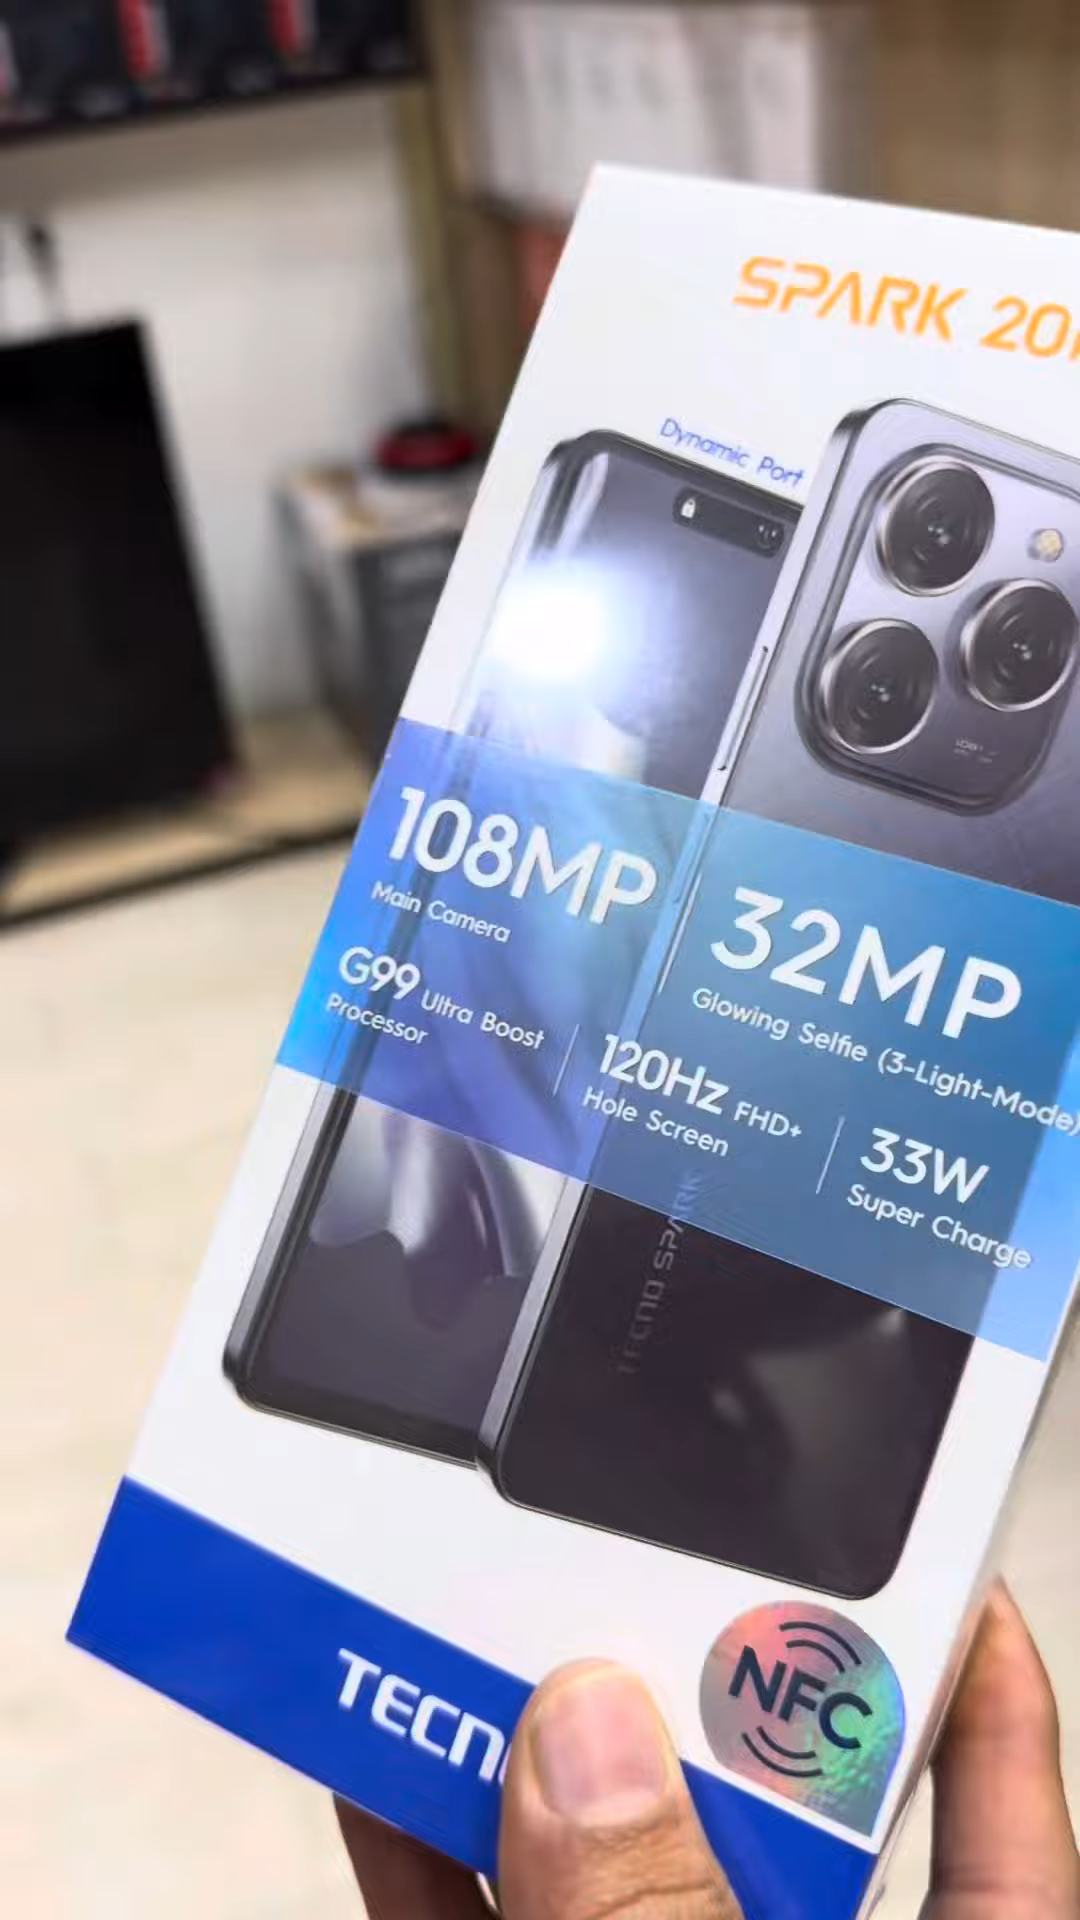 SPARK 20
Dynamic Port
108MP
Main Camera
32MP
Glowing Selfie (3-Light-Mode)
G99 Ultra Boost
Processor
120Hz FHD+
Hole Screen
33W
Super Charge
TECNO SPARK
NFC
TECN